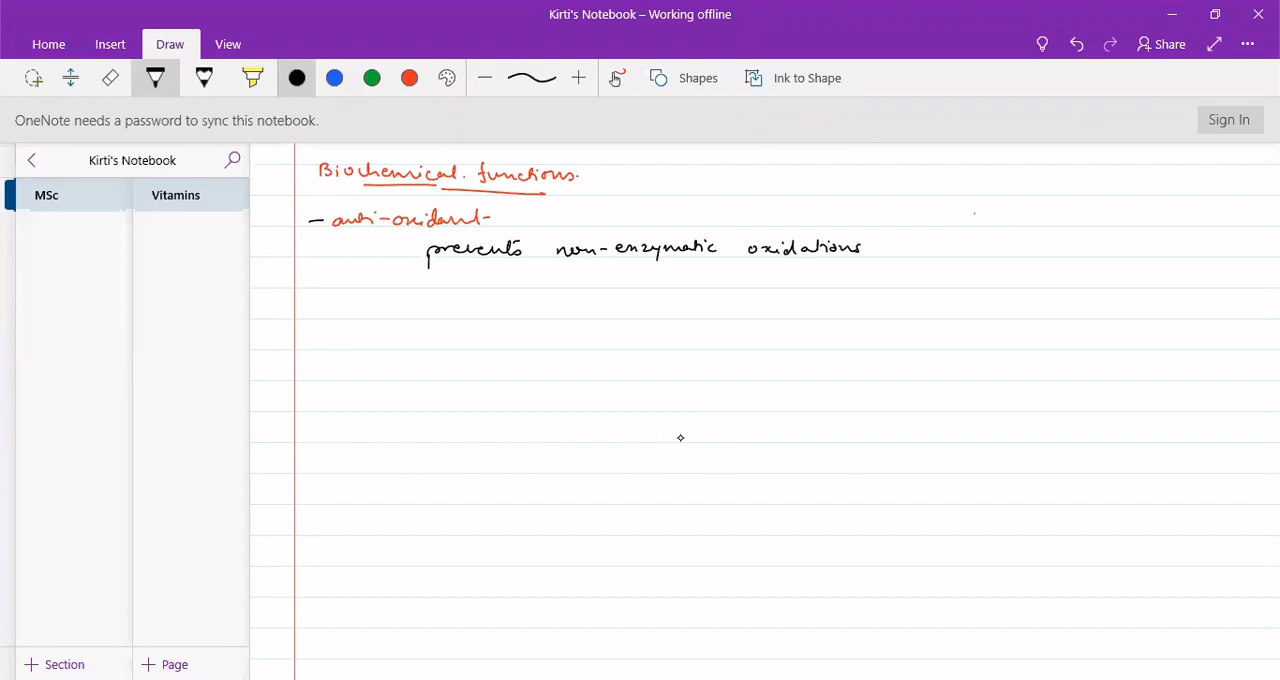 Kirti's Notebook – Working offline
Home Insert Draw View Share
Shapes Ink to Shape
OneNote needs a password to sync this notebook. Sign In
Kirti's Notebook
MSc Vitamins
Biochemical functions.
– anti-oxidant-
prevents non-enzymatic oxidations
+ Section + Page